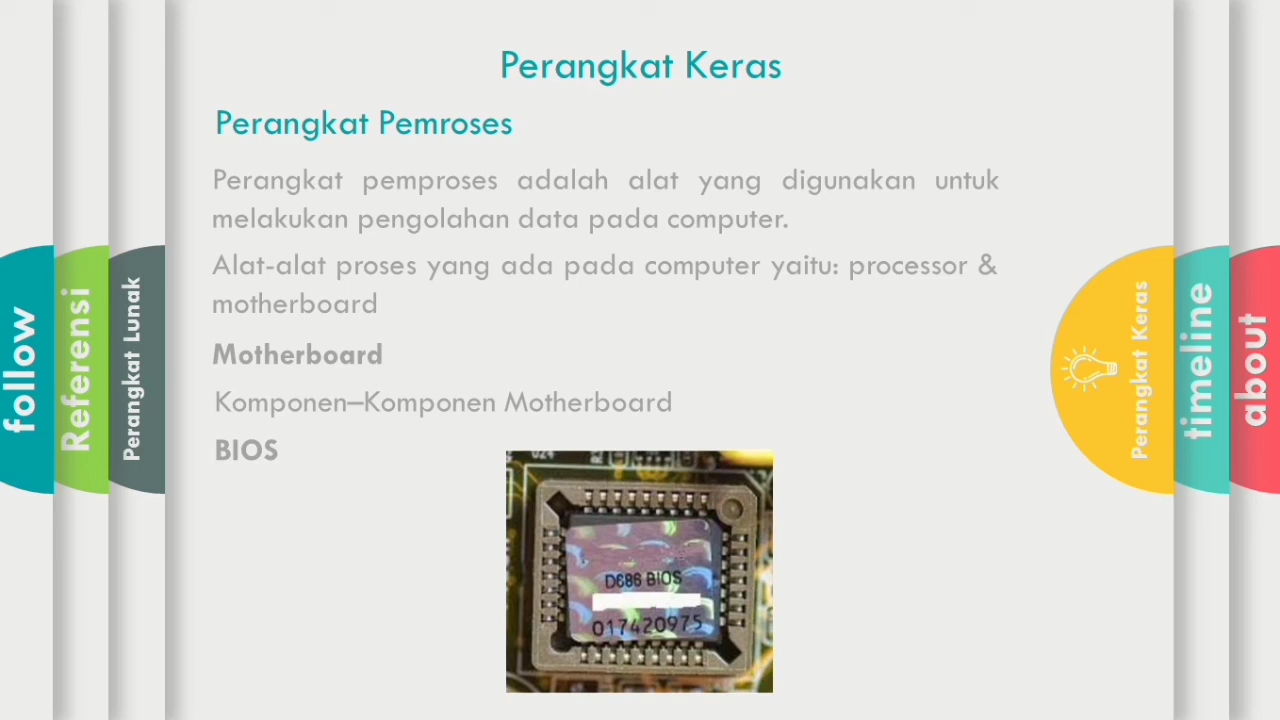 Perangkat Keras
Perangkat Pemroses
Perangkat pemproses adalah alat yang digunakan untuk
melakukan pengolahan data pada computer.
Alat-alat proses yang ada pada computer yaitu: processor &
motherboard
Motherboard
Komponen—Komponen Motherboard
BIOS
D686 BIOS
017420975
follow
Referensi
Perangkat Lunak
Perangkat Keras
timeline
about